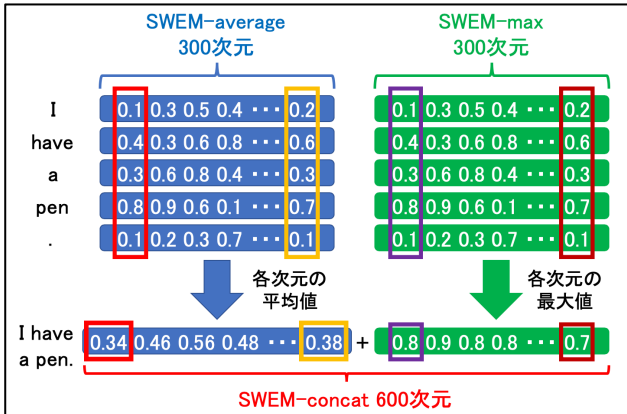 SWEM-average
300次元
SWEM-max
300次元
I 0.1 0.3 0.5 0.4 ・・・ 0.2 0.1 0.3 0.5 0.4 ・・・ 0.2
have 0.4 0.3 0.6 0.8 ・・・ 0.6 0.4 0.3 0.6 0.8 ・・・ 0.6
a 0.3 0.6 0.8 0.4 ・・・ 0.3 0.3 0.6 0.8 0.4 ・・・ 0.3
pen 0.8 0.9 0.6 0.1 ・・・ 0.7 0.8 0.9 0.6 0.1 ・・・ 0.7
. 0.1 0.2 0.3 0.7 ・・・ 0.1 0.1 0.2 0.3 0.7 ・・・ 0.1
各次元の
平均値
各次元の
最大値
I have
a pen.
0.34 0.46 0.56 0.48 ・・・ 0.38 + 0.8 0.9 0.8 0.8 ・・・ 0.7
SWEM-concat 600次元